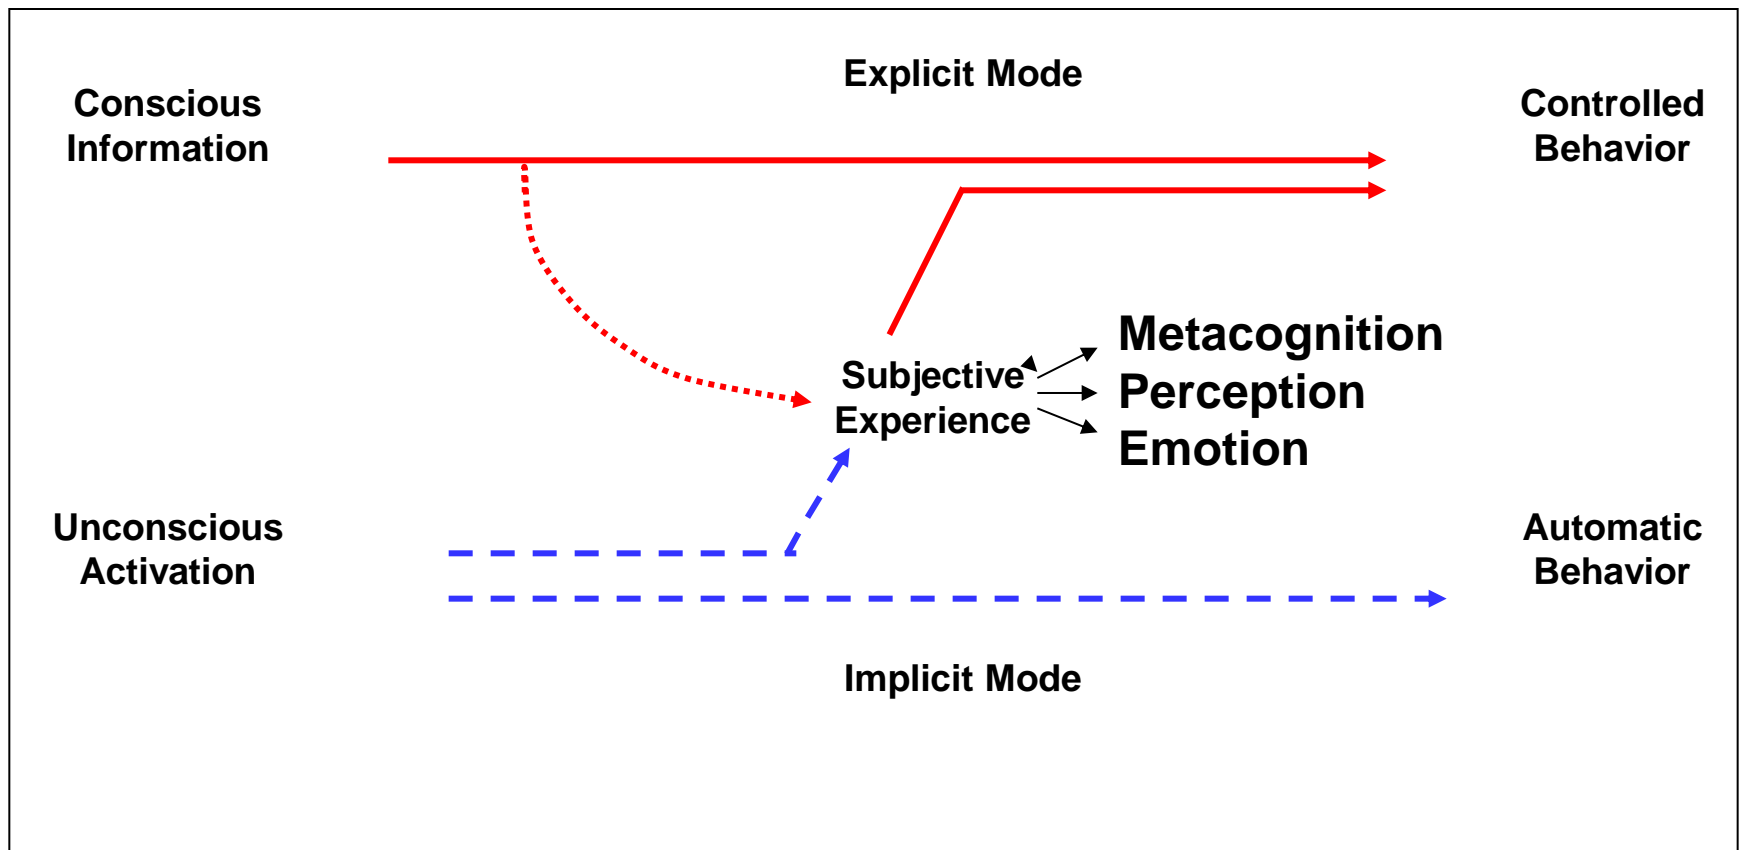 Explicit Mode
Conscious
Information
Controlled
Behavior
Subjective
Experience
Metacognition
Perception
Emotion
Unconscious
Activation
Automatic
Behavior
Implicit Mode